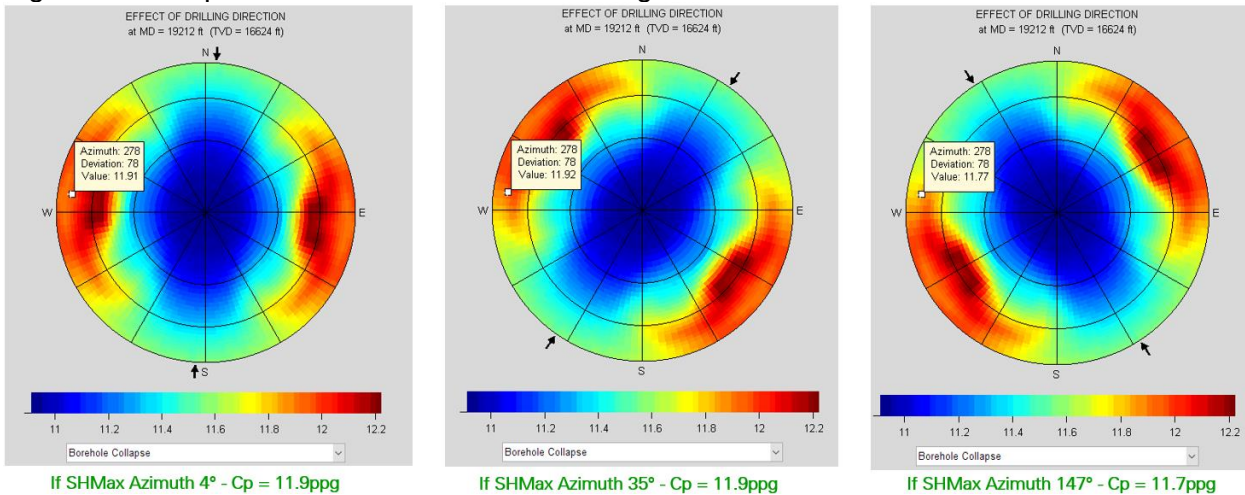 EFFECT OF DRILLING DIRECTION
at MD = 19212 ft (TVD = 16624 ft)
N
Azimuth: 278
Deviation: 78
Value: 11.91
W
E
S
11 11.2 11.4 11.6 11.8 12 12.2
Borehole Collapse
If SHMax Azimuth 4° - Cp = 11.9ppg
EFFECT OF DRILLING DIRECTION
at MD = 19212 ft (TVD = 16624 ft)
N
Azimuth: 278
Deviation: 78
Value: 11.92
W
E
S
11 11.2 11.4 11.6 11.8 12 12.2
Borehole Collapse
If SHMax Azimuth 35° - Cp = 11.9ppg
EFFECT OF DRILLING DIRECTION
at MD = 19212 ft (TVD = 16624 ft)
N
Azimuth: 278
Deviation: 78
Value: 11.77
W
E
S
11 11.2 11.4 11.6 11.8 12 12.2
Borehole Collapse
If SHMax Azimuth 147° - Cp = 11.7ppg